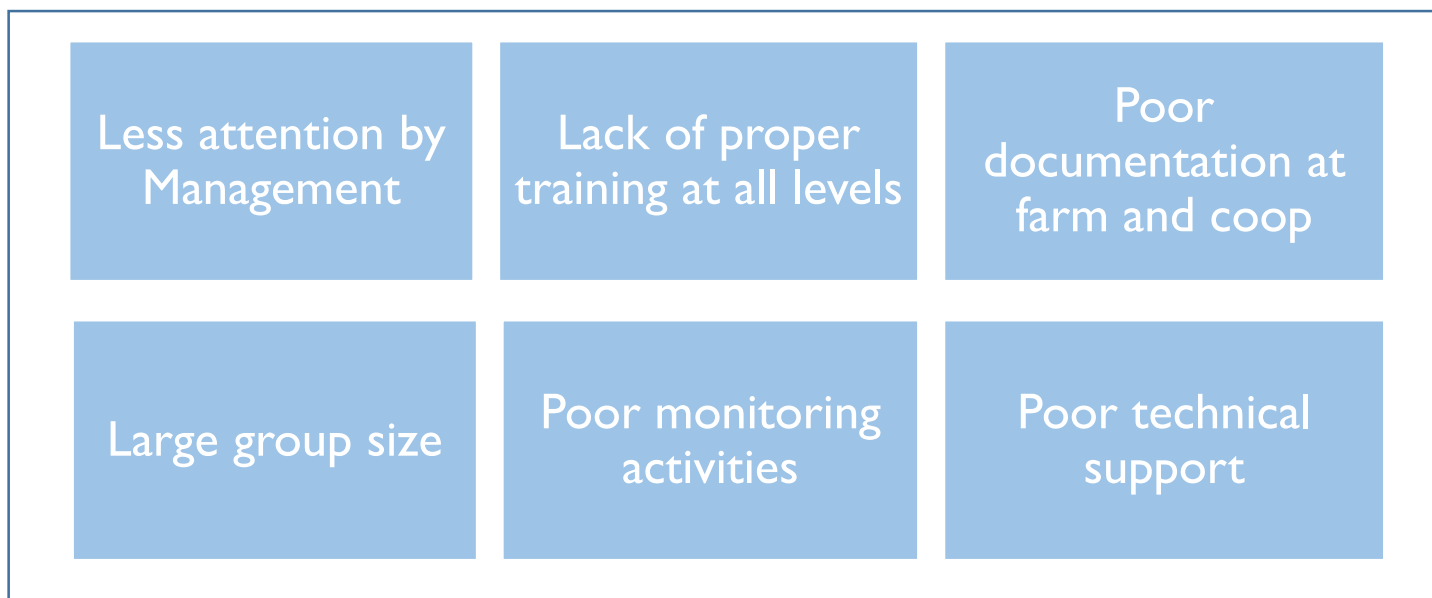 Less attention by
Management
Lack of proper
training at all levels
Poor
documentation at
farm and coop
Large group size
Poor monitoring
activities
Poor technical
support